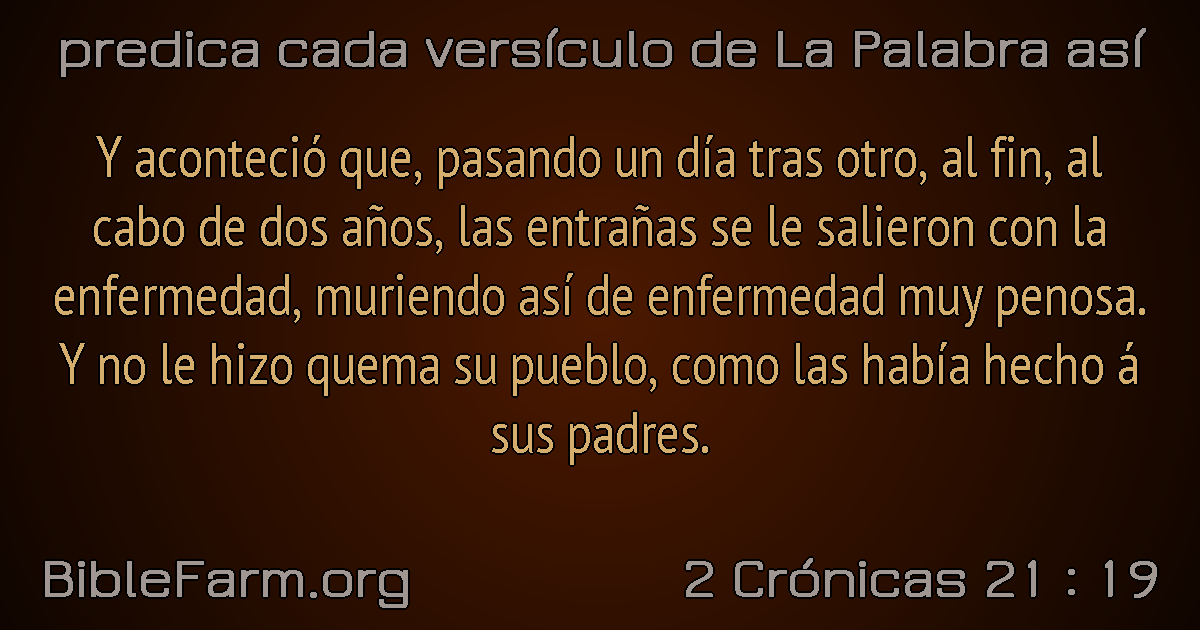 predica cada versículo de La Palabra así
Y aconteció que, pasando un día tras otro, al fin, al
cabo de dos años, las entrañas se le salieron con la
enfermedad, muriendo así de enfermedad muy penosa.
Y no le hizo quema su pueblo, como las había hecho á
sus padres.
BibleFarm.org
2 Crónicas 21 : 19